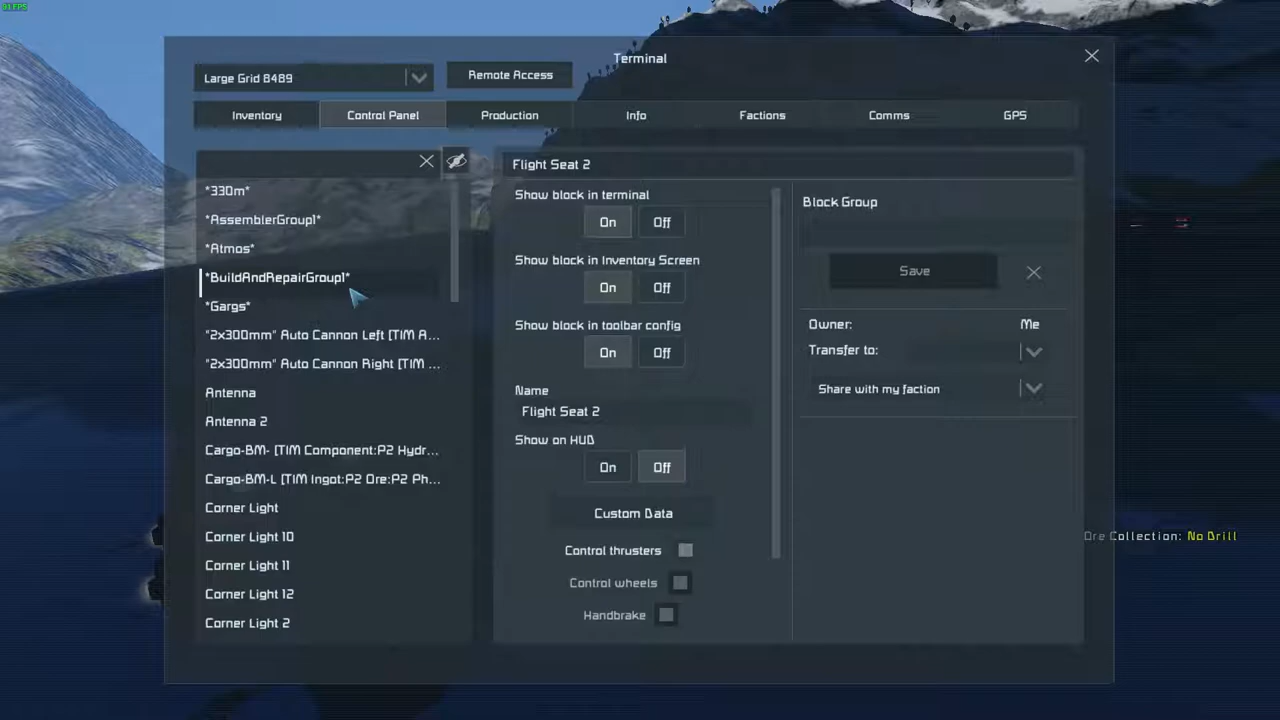 91 FPS
Terminal
Large Grid 8489
Remote Access
Inventory
Control Panel
Production
Info
Factions
Comms
GPS
*330m*
*AssemblerGroup1*
*Atmos*
*BuildAndRepairGroup1*
*Gargs*
"2x300mm" Auto Cannon Left [TIM A...
"2x300mm" Auto Cannon Right [TIM ...
Antenna
Antenna 2
Cargo-BM- [TIM Component:P2 Hydr...
Cargo-BM-L [TIM Ingot:P2 Ore:P2 Ph...
Corner Light
Corner Light 10
Corner Light 11
Corner Light 12
Corner Light 2
Flight Seat 2
Show block in terminal
On Off
Show block in Inventory Screen
On Off
Show block in toolbar config
On Off
Name
Flight Seat 2
Show on HUD
On Off
Custom Data
Control thrusters
Control wheels
Handbrake
Block Group
Save
Owner: Me
Transfer to:
Share with my faction
Ore Collection: No Drill